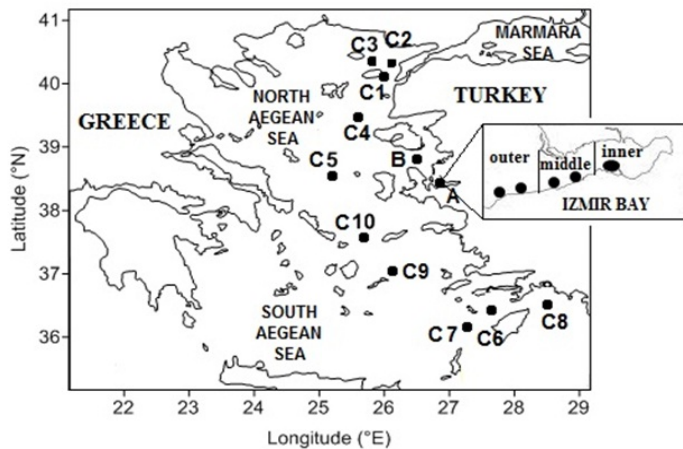 41
40
39
38
37
36
Latitude (°N)
22 23 24 25 26 27 28 29
Longitude (°E)
MARMARA
SEA
C3 C2
C1
NORTH
AEGEAN
SEA
TURKEY
GREECE
C4
B
C5
A
outer middle inner
IZMIR BAY
C10
C9
SOUTH
AEGEAN
SEA
C7 C6 C8